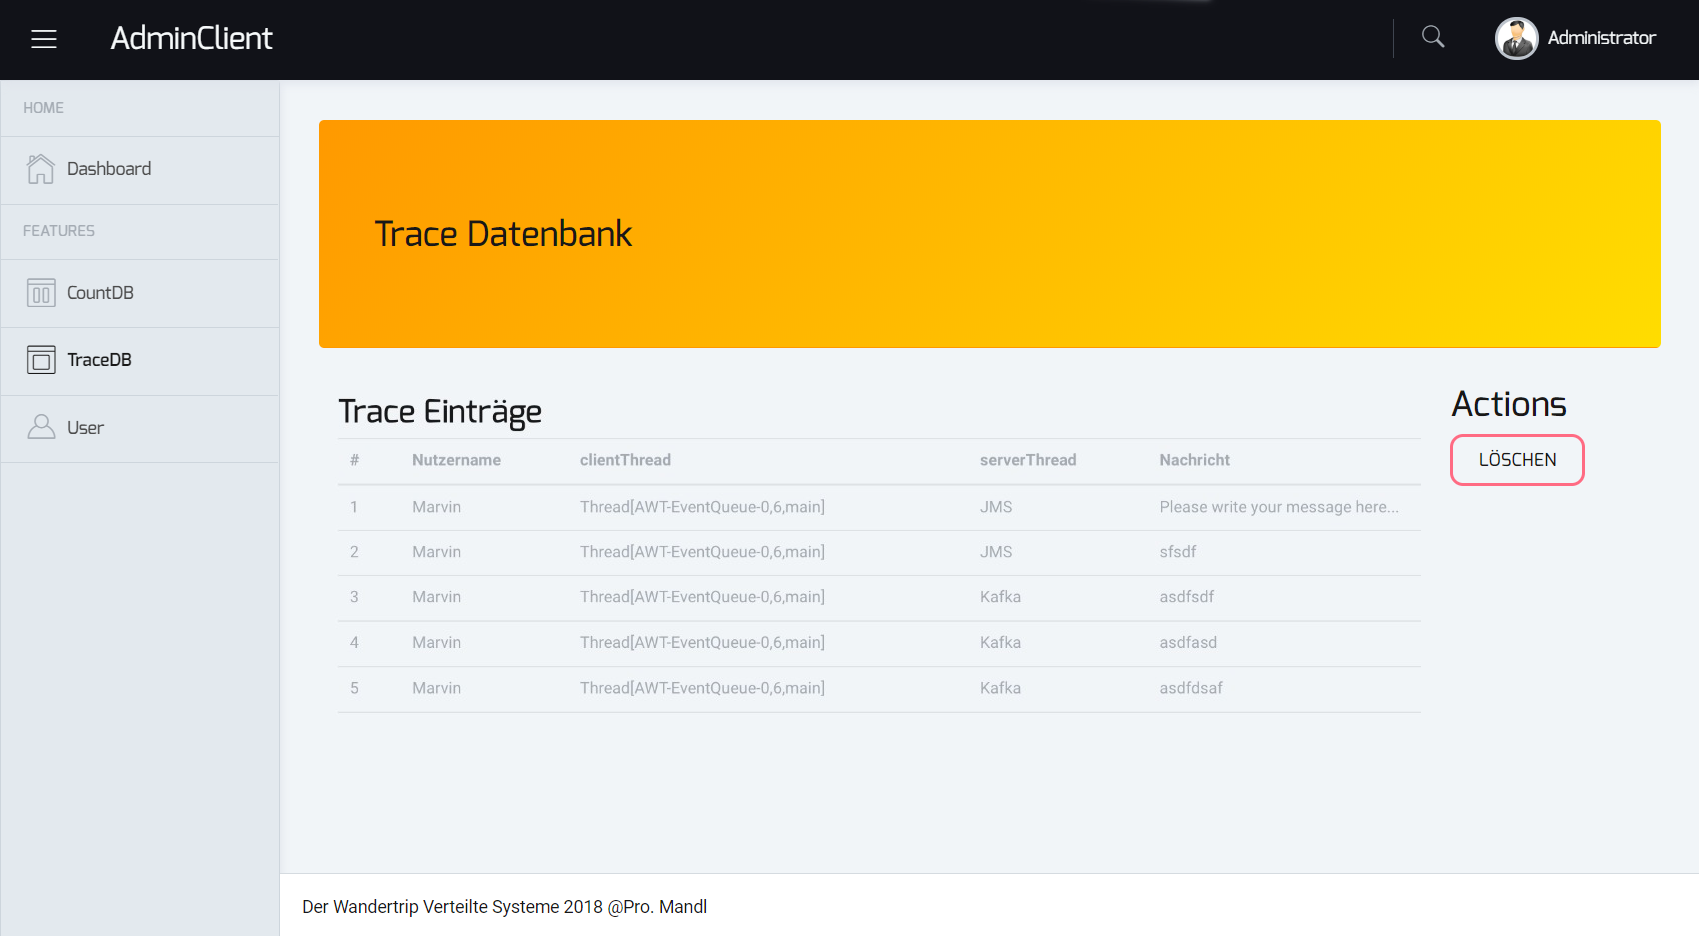 AdminClient
Administrator
HOME
Dashboard
FEATURES
CountDB
TraceDB
User
Trace Datenbank
Trace Einträge
# Nutzername clientThread serverThread Nachricht
1 Marvin Thread[AWT-EventQueue-0,6,main] JMS Please write your message here...
2 Marvin Thread[AWT-EventQueue-0,6,main] JMS sfsdf
3 Marvin Thread[AWT-EventQueue-0,6,main] Kafka asdfsdf
4 Marvin Thread[AWT-EventQueue-0,6,main] Kafka asdfasd
5 Marvin Thread[AWT-EventQueue-0,6,main] Kafka asdfdsaf
Actions
LÖSCHEN
Der Wandertrip Verteilte Systeme 2018 @Pro. Mandl